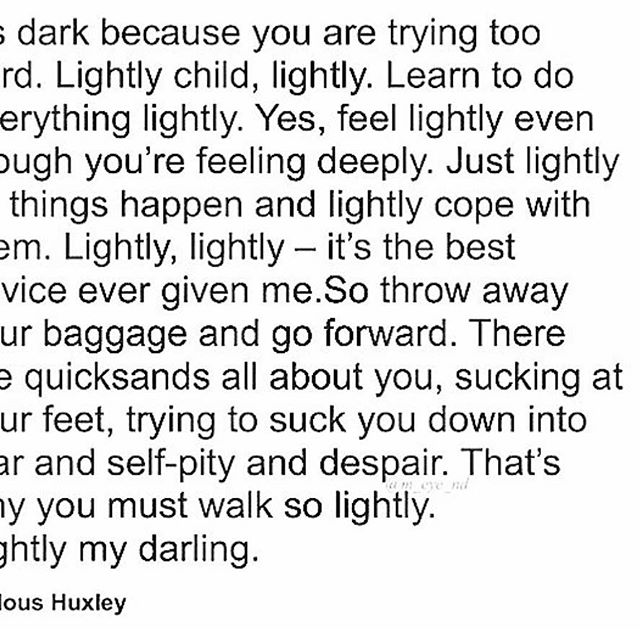 s dark because you are trying too
rd. Lightly child, lightly. Learn to do
erything lightly. Yes, feel lightly even
ough you’re feeling deeply. Just lightly
things happen and lightly cope with
em. Lightly, lightly – it’s the best
vice ever given me.So throw away
ur baggage and go forward. There
e quicksands all about you, sucking at
ur feet, trying to suck you down into
ar and self-pity and despair. That’s
y you must walk so lightly.
ghtly my darling.
lous Huxley